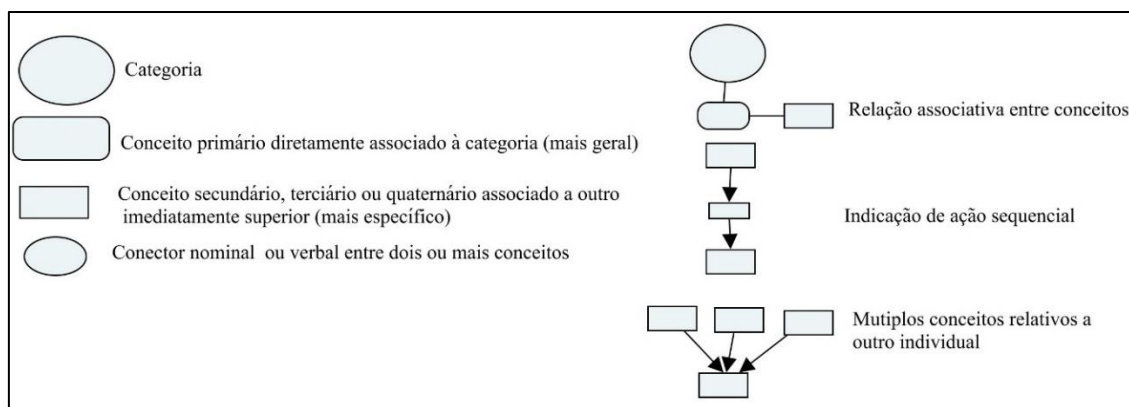 Categoria
Conceito primário diretamente associado à categoria (mais geral)
Conceito secundário, terciário ou quaternário associado a outro
imediatamente superior (mais específico)
Conector nominal ou verbal entre dois ou mais conceitos
Relação associativa entre conceitos
Indicação de ação sequencial
Mutiplos conceitos relativos a
outro individual